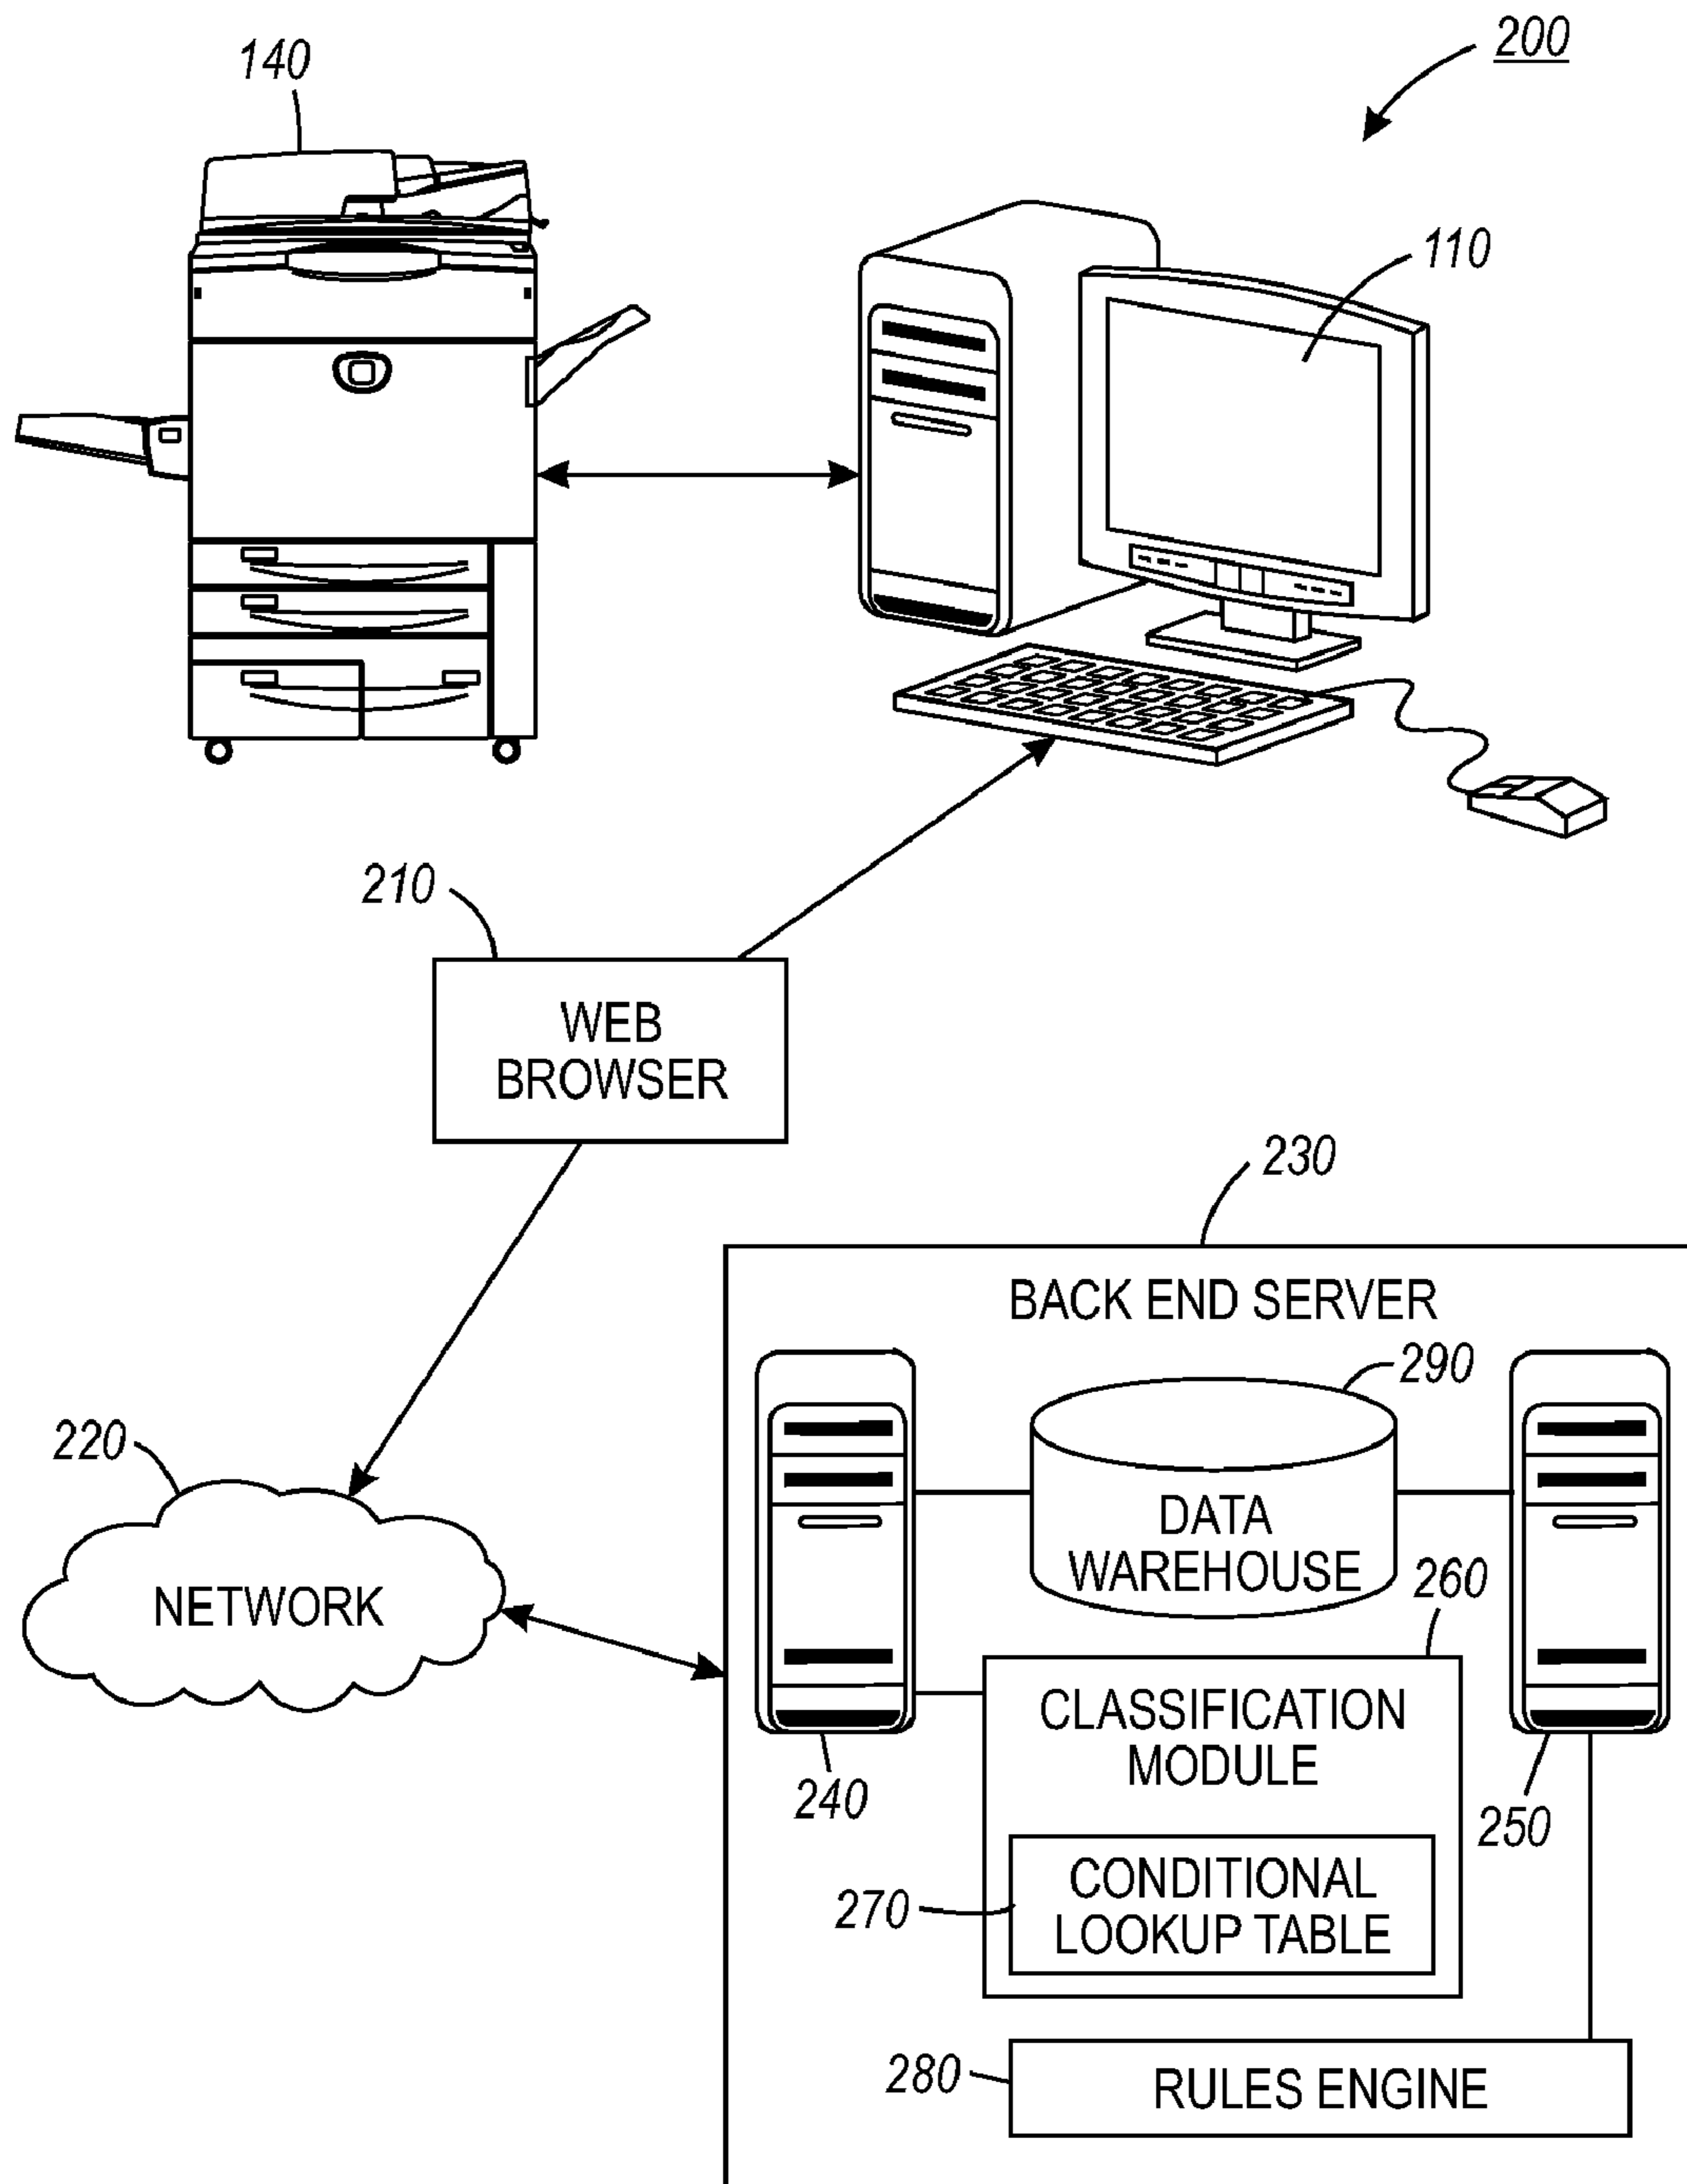 200
140
110
210
WEB
BROWSER
230
BACK END SERVER
290
220
DATA
WAREHOUSE
NETWORK
260
CLASSIFICATION
MODULE
240
250
CONDITIONAL
LOOKUP TABLE
270
280
RULES ENGINE